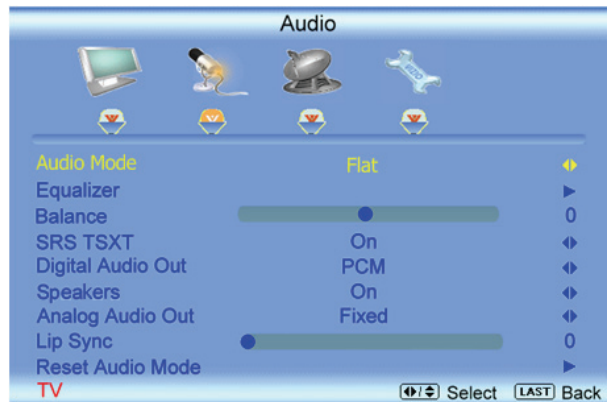 Audio
VIZIO
Audio Mode Flat
Equalizer
Balance 0
SRS TSXT On
Digital Audio Out PCM
Speakers On
Analog Audio Out Fixed
Lip Sync 0
Reset Audio Mode
TV Select LAST Back